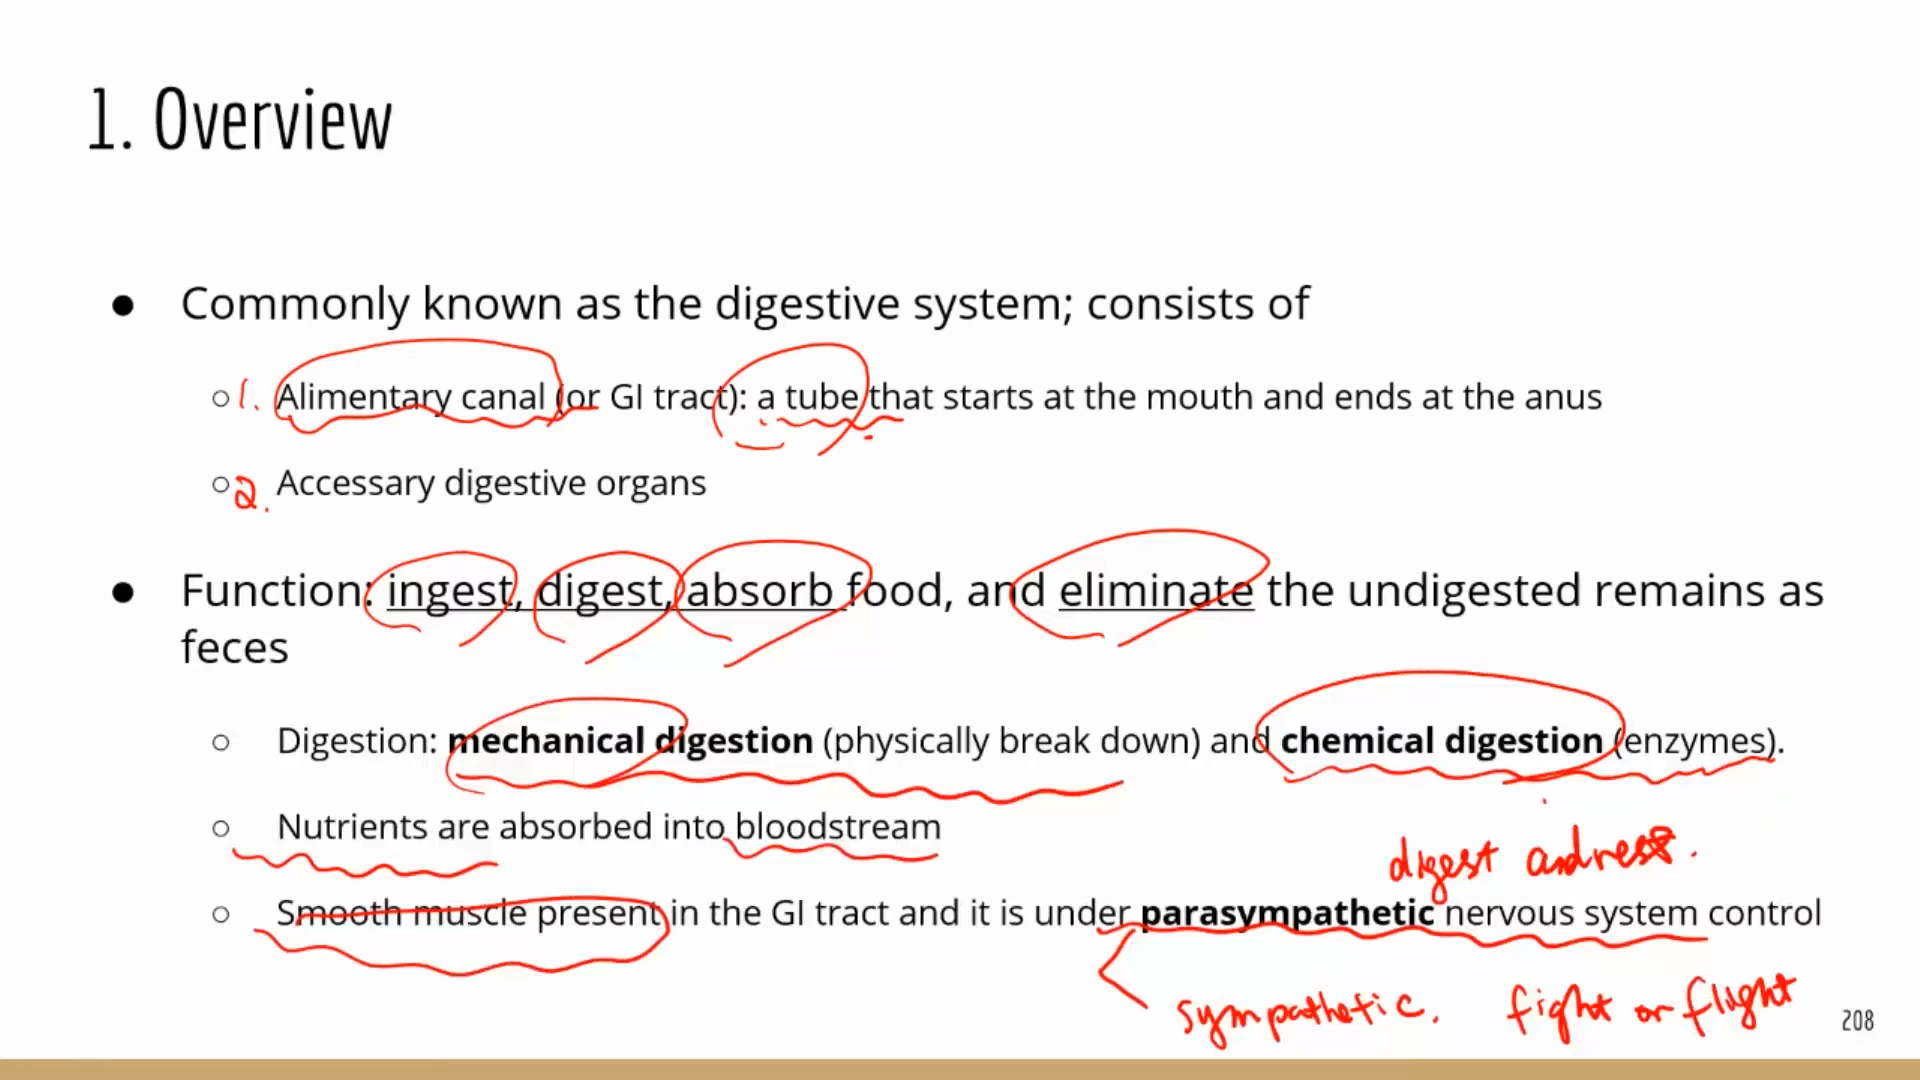 1. Overview
● Commonly known as the digestive system; consists of
○ 1. Alimentary canal (or GI tract): a tube that starts at the mouth and ends at the anus
○ 2. Accessary digestive organs
● Function: ingest, digest, absorb food, and eliminate the undigested remains as
feces
○ Digestion: mechanical digestion (physically break down) and chemical digestion (enzymes).
○ Nutrients are absorbed into bloodstream
digest and rest.
○ Smooth muscle present in the GI tract and it is under parasympathetic nervous system control
sympathetic. fight or flight
208